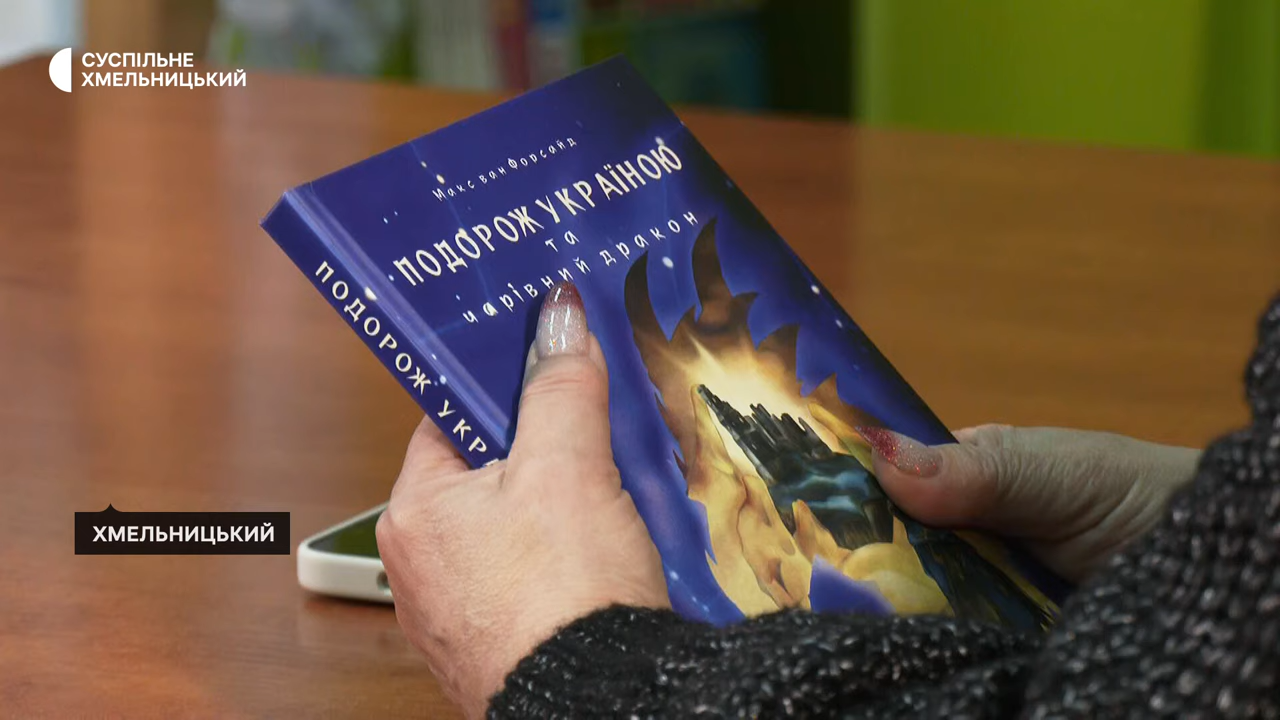 СУСПІЛЬНЕ
ХМЕЛЬНИЦЬКИЙ
Макс ван Форсайд
ПОДОРОЖ УКРАЇНОЮ
та
чарівний дракон
ПОДОРОЖ УКР
ХМЕЛЬНИЦЬКИЙ